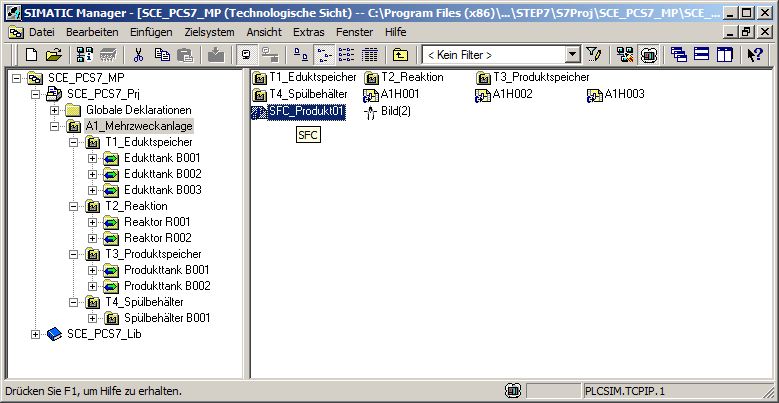 SIMATIC Manager - [SCE_PCS7_MP (Technologische Sicht) -- C:\Program Files (x86)\...\STEP7\S7Proj\SCE_PCS7_MP\SCE_...
Datei Bearbeiten Einfügen Zielsystem Ansicht Extras Fenster Hilfe
< Kein Filter >
SCE_PCS7_MP
SCE_PCS7_Prj
Globale Deklarationen
A1_Mehrzweckanlage
T1_Eduktspeicher
Edukttank B001
Edukttank B002
Edukttank B003
T2_Reaktion
Reaktor R001
Reaktor R002
T3_Produktspeicher
Produkttank B001
Produkttank B002
T4_Spülbehälter
Spülbehälter B001
SCE_PCS7_Lib
T1_Eduktspeicher T2_Reaktion T3_Produktspeicher
T4_Spülbehälter A1H001 A1H002 A1H003
SFC_Produkt01 Bild(2)
SFC
Drücken Sie F1, um Hilfe zu erhalten. PLCSIM.TCPIP.1